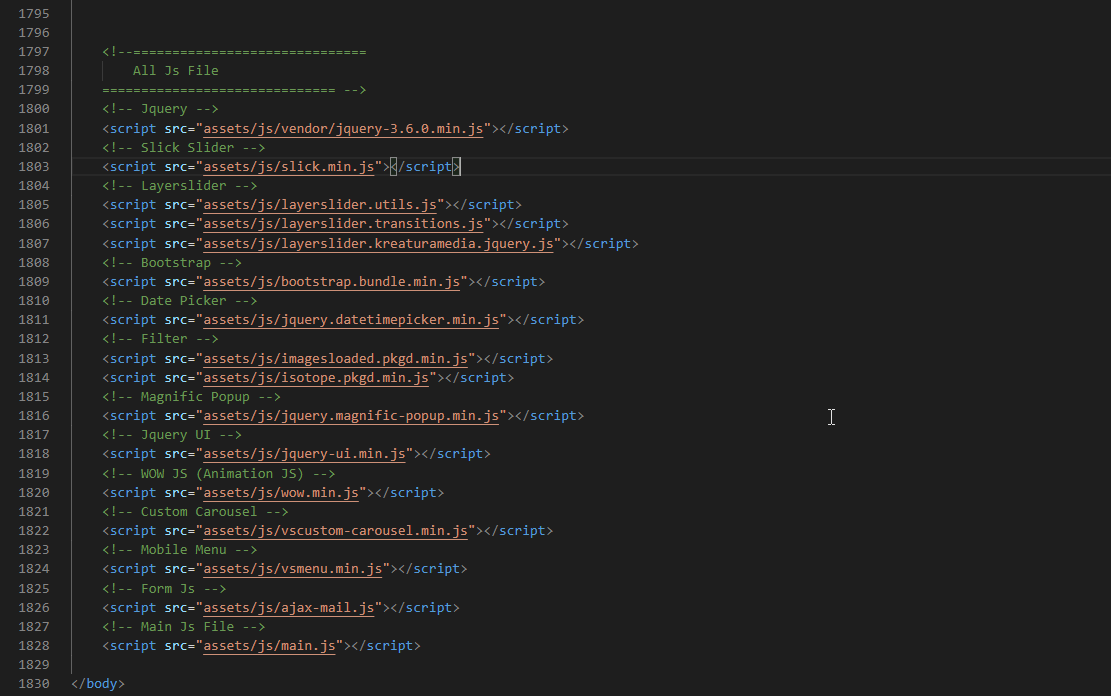 1795
1796
1797 <!--==============================
1798 All Js File
1799 ============================== -->
1800 <!-- Jquery -->
1801 <script src="assets/js/vendor/jquery-3.6.0.min.js"></script>
1802 <!-- Slick Slider -->
1803 <script src="assets/js/slick.min.js"></script>
1804 <!-- Layerslider -->
1805 <script src="assets/js/layerslider.utils.js"></script>
1806 <script src="assets/js/layerslider.transitions.js"></script>
1807 <script src="assets/js/layerslider.kreaturamedia.jquery.js"></script>
1808 <!-- Bootstrap -->
1809 <script src="assets/js/bootstrap.bundle.min.js"></script>
1810 <!-- Date Picker -->
1811 <script src="assets/js/jquery.datetimepicker.min.js"></script>
1812 <!-- Filter -->
1813 <script src="assets/js/imagesloaded.pkgd.min.js"></script>
1814 <script src="assets/js/isotope.pkgd.min.js"></script>
1815 <!-- Magnific Popup -->
1816 <script src="assets/js/jquery.magnific-popup.min.js"></script>
1817 <!-- Jquery UI -->
1818 <script src="assets/js/jquery-ui.min.js"></script>
1819 <!-- WOW JS (Animation JS) -->
1820 <script src="assets/js/wow.min.js"></script>
1821 <!-- Custom Carousel -->
1822 <script src="assets/js/vscustom-carousel.min.js"></script>
1823 <!-- Mobile Menu -->
1824 <script src="assets/js/vsmenu.min.js"></script>
1825 <!-- Form Js -->
1826 <script src="assets/js/ajax-mail.js"></script>
1827 <!-- Main Js File -->
1828 <script src="assets/js/main.js"></script>
1829
1830 </body>